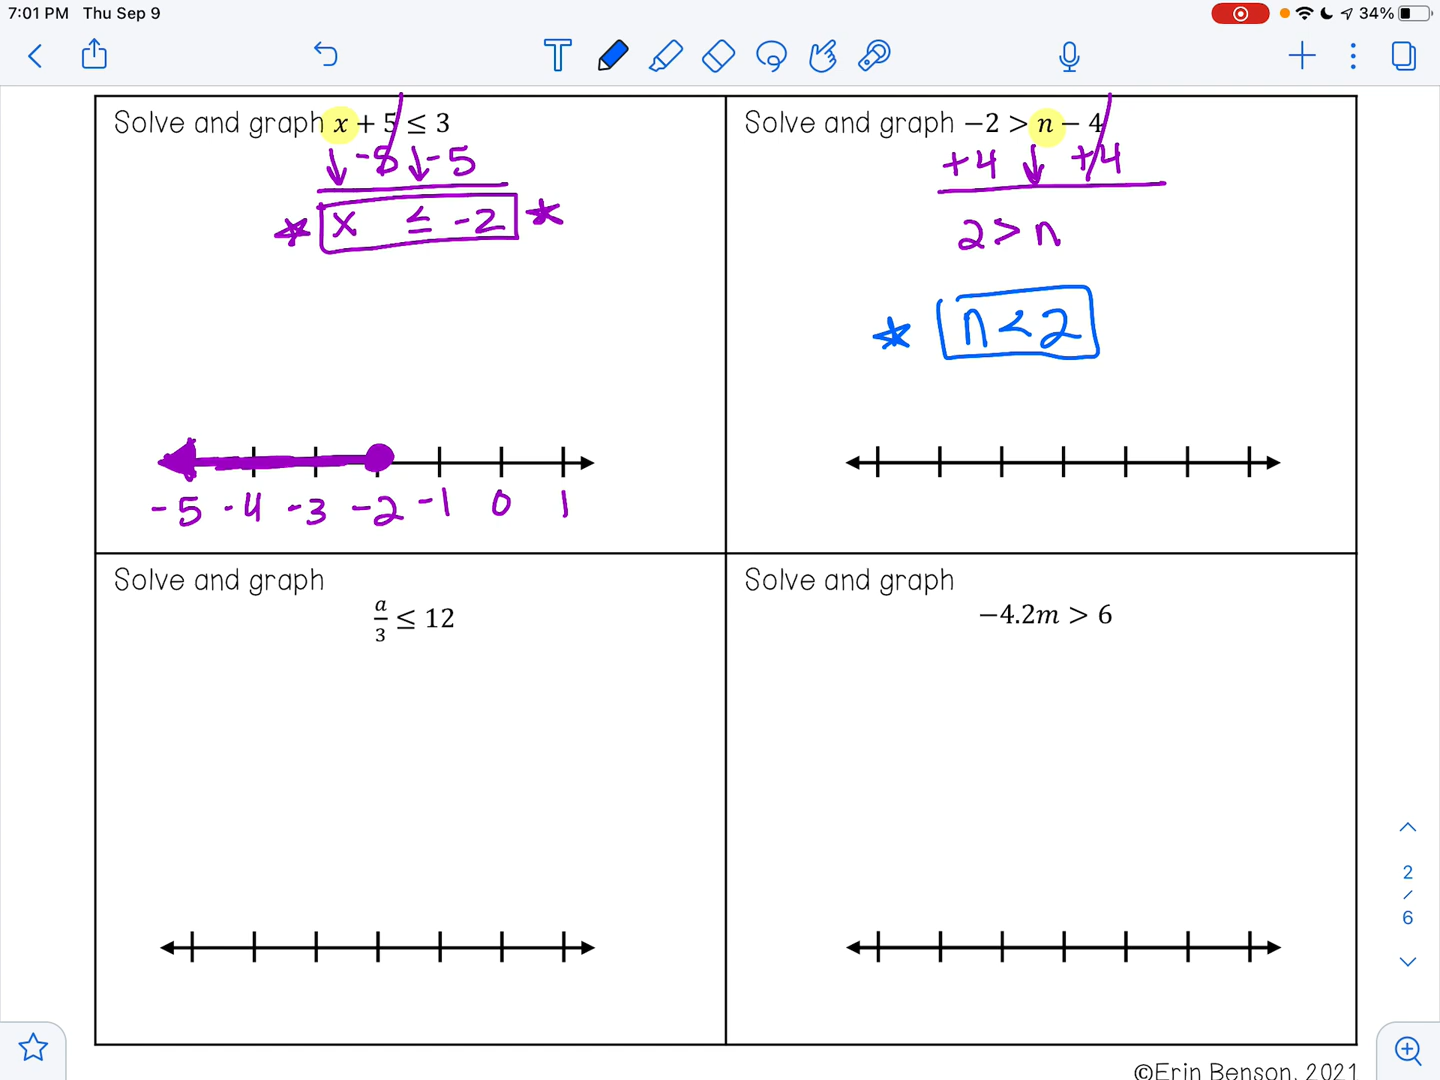 7:01 PM Thu Sep 9
34%
T
Solve and graph x + 5 ≤ 3
-5 -5
* x ≤ -2 *
-5 -4 -3 -2 -1 0 1
Solve and graph −2 > n − 4
+4 +4
2 > n
* n < 2
Solve and graph
a/3 ≤ 12
Solve and graph
−4.2m > 6
2
/
6
©Erin Benson, 2021